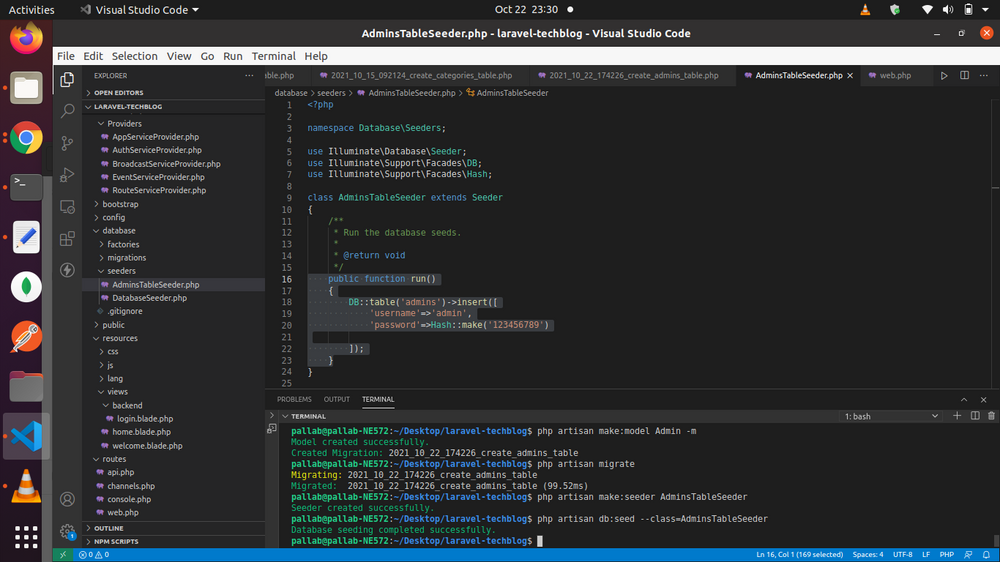 Activities
Visual Studio Code
Oct 22 23:30
AdminsTableSeeder.php - laravel-techblog - Visual Studio Code
File Edit Selection View Go Run Terminal Help
EXPLORER
OPEN EDITORS
LARAVEL-TECHBLOG
Providers
AppServiceProvider.php
AuthServiceProvider.php
BroadcastServiceProvider.php
EventServiceProvider.php
RouteServiceProvider.php
bootstrap
config
database
factories
migrations
seeders
AdminsTableSeeder.php
DatabaseSeeder.php
.gitignore
public
resources
css
js
lang
views
backend
login.blade.php
home.blade.php
welcome.blade.php
routes
api.php
channels.php
console.php
web.php
OUTLINE
NPM SCRIPTS
table.php
2021_10_15_092124_create_categories_table.php
2021_10_22_174226_create_admins_table.php
AdminsTableSeeder.php
web.php
database > seeders > AdminsTableSeeder.php > AdminsTableSeeder
1 <?php
2
3 namespace Database\Seeders;
4
5 use Illuminate\Database\Seeder;
6 use Illuminate\Support\Facades\DB;
7 use Illuminate\Support\Facades\Hash;
8
9 class AdminsTableSeeder extends Seeder
10 {
11 /**
12 * Run the database seeds.
13 *
14 * @return void
15 */
16 public function run()
17 {
18 DB::table('admins')->insert([
19 'username'=>'admin',
20 'password'=>Hash::make('123456789')
21
22 ]);
23 }
24 }
25
PROBLEMS OUTPUT TERMINAL
TERMINAL
1: bash
pallab@pallab-NE572:~/Desktop/laravel-techblog$ php artisan make:model Admin -m
Model created successfully.
Created Migration: 2021_10_22_174226_create_admins_table
pallab@pallab-NE572:~/Desktop/laravel-techblog$ php artisan migrate
Migrating: 2021_10_22_174226_create_admins_table
Migrated: 2021_10_22_174226_create_admins_table (99.52ms)
pallab@pallab-NE572:~/Desktop/laravel-techblog$ php artisan make:seeder AdminsTableSeeder
Seeder created successfully.
pallab@pallab-NE572:~/Desktop/laravel-techblog$ php artisan db:seed --class=AdminsTableSeeder
Database seeding completed successfully.
pallab@pallab-NE572:~/Desktop/laravel-techblog$
0 0
Ln 16, Col 1 (169 selected) Spaces: 4 UTF-8 LF PHP